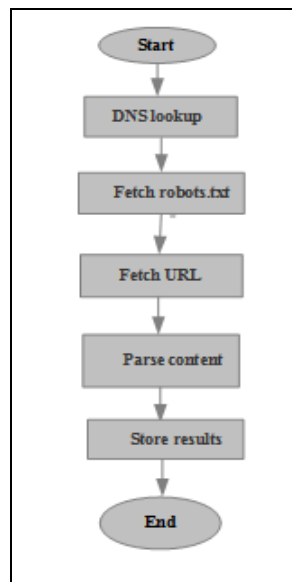 Start
DNS lookup
Fetch robots.txt
Fetch URL
Parse content
Store results
End